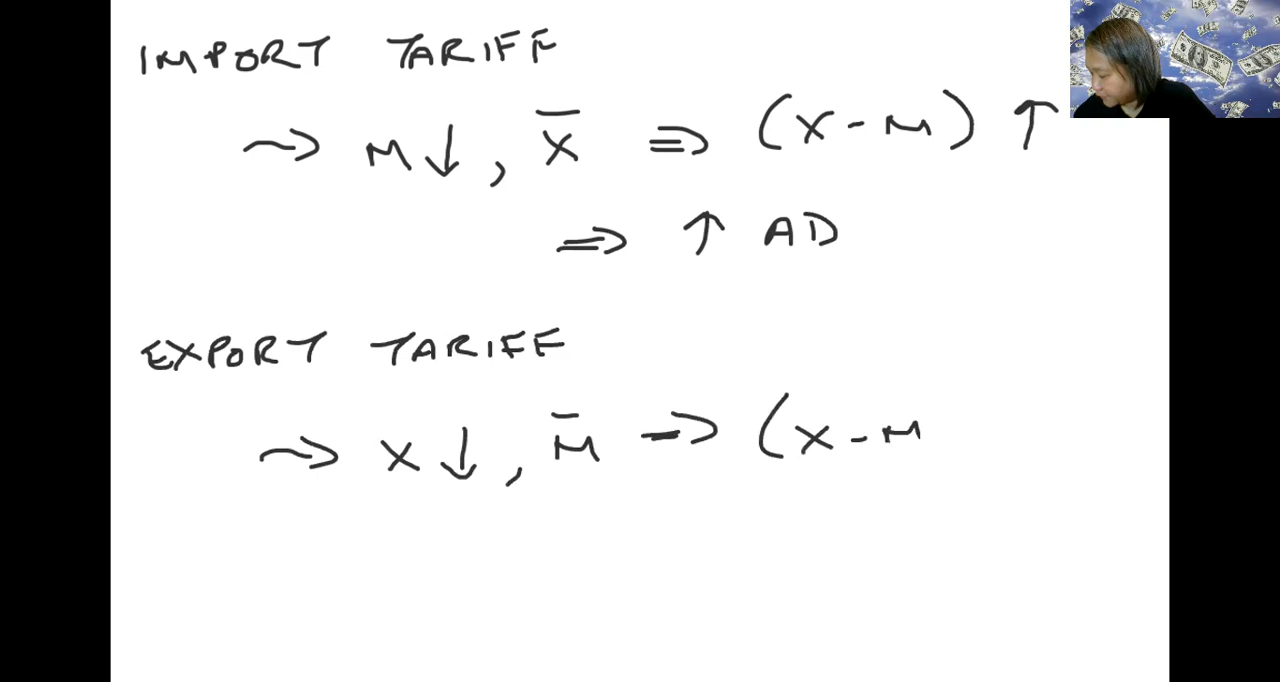 IMPORT TARIFF
~> M↓, X̄ => (X-M)↑
=> ↑ AD
EXPORT TARIFF
~> X↓, M̄ -> (X-M